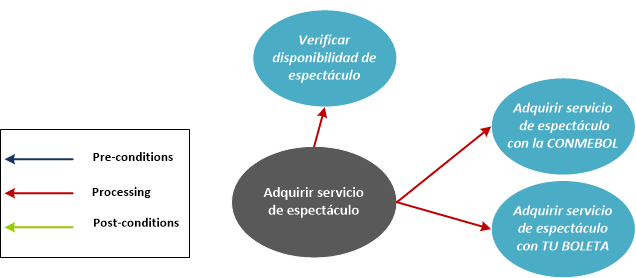 Verificar
disponibilidad de
espectáculo
Adquirir servicio
de espectáculo
con la CONMEBOL
Pre-conditions
Processing
Post-conditions
Adquirir servicio
de espectáculo
Adquirir servicio
de espectáculo
con TU BOLETA